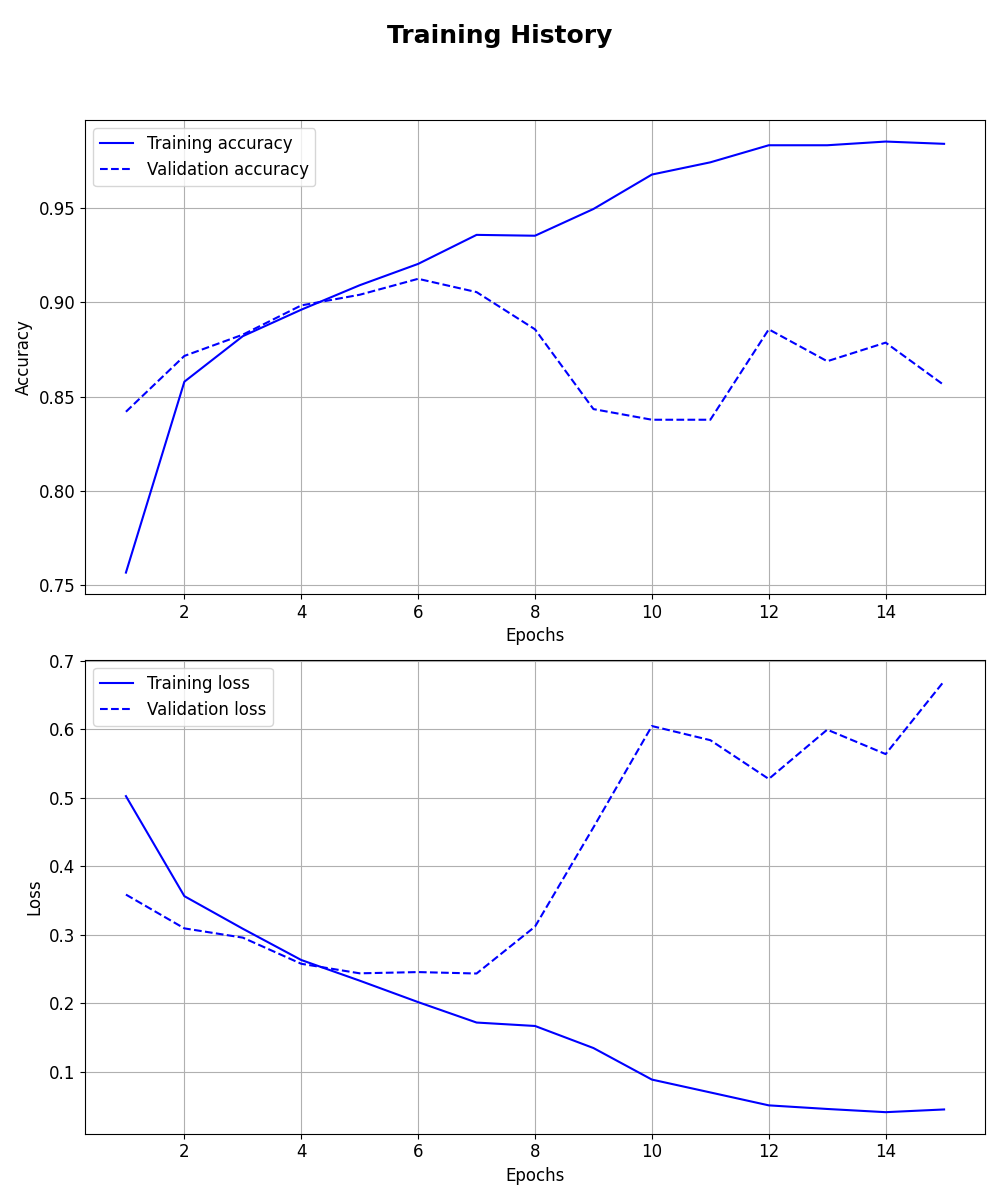 Training History
Training accuracy
Validation accuracy
0.95
0.90
0.85
0.80
0.75
Accuracy
2 4 6 8 10 12 14
Epochs
Training loss
Validation loss
0.7
0.6
0.5
0.4
0.3
0.2
0.1
Loss
2 4 6 8 10 12 14
Epochs